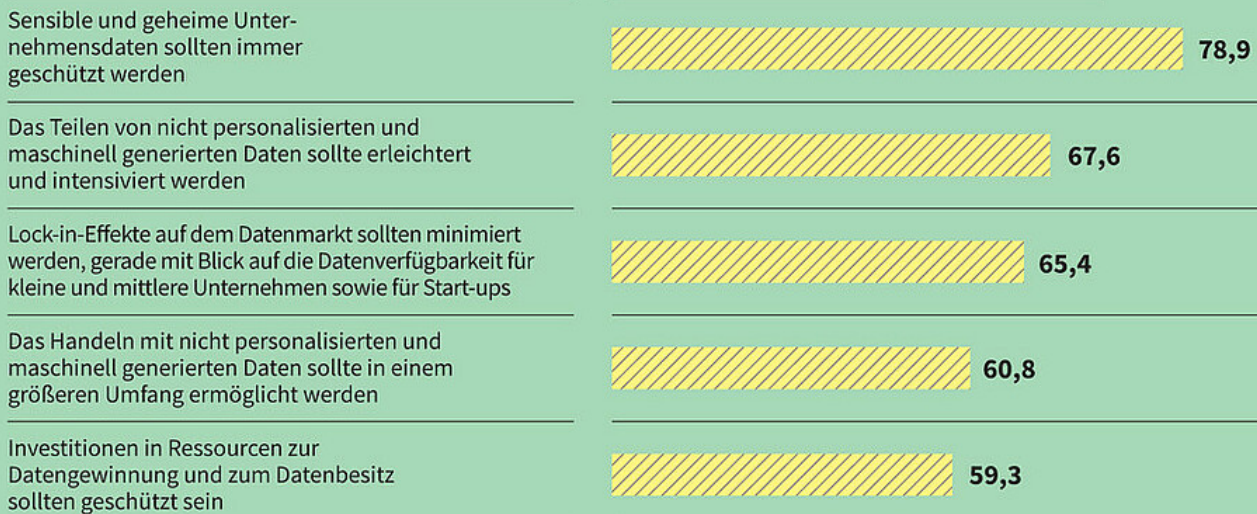 Sensible und geheime Unter-
nehmensdaten sollten immer
geschützt werden
78,9
Das Teilen von nicht personalisierten und
maschinell generierten Daten sollte erleichtert
und intensiviert werden
67,6
Lock-in-Effekte auf dem Datenmarkt sollten minimiert
werden, gerade mit Blick auf die Datenverfügbarkeit für
kleine und mittlere Unternehmen sowie für Start-ups
65,4
Das Handeln mit nicht personalisierten und
maschinell generierten Daten sollte in einem
größeren Umfang ermöglicht werden
60,8
Investitionen in Ressourcen zur
Datengewinnung und zum Datenbesitz
sollten geschützt sein
59,3